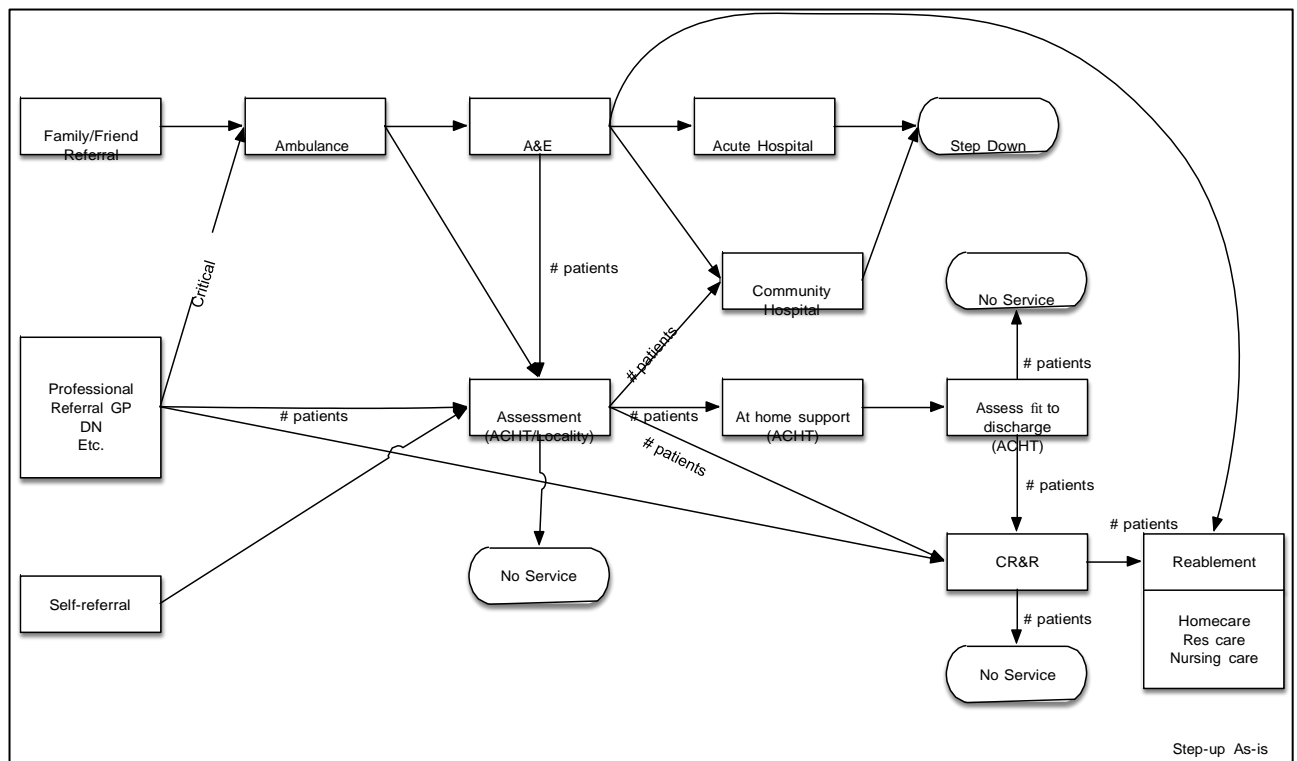 Family/Friend
Referral
Ambulance
A&E
Acute Hospital
Step Down
Critical
# patients
Community
Hospital
No Service
# patients
# patients
Professional
Referral GP
DN
Etc.
# patients
Assessment
(ACHT/Locality)
# patients
# patients
At home support
(ACHT)
Assess fit to
discharge
(ACHT)
# patients
# patients
Self-referral
No Service
CR&R
Reablement
Homecare
Res care
Nursing care
# patients
No Service
Step-up As-is